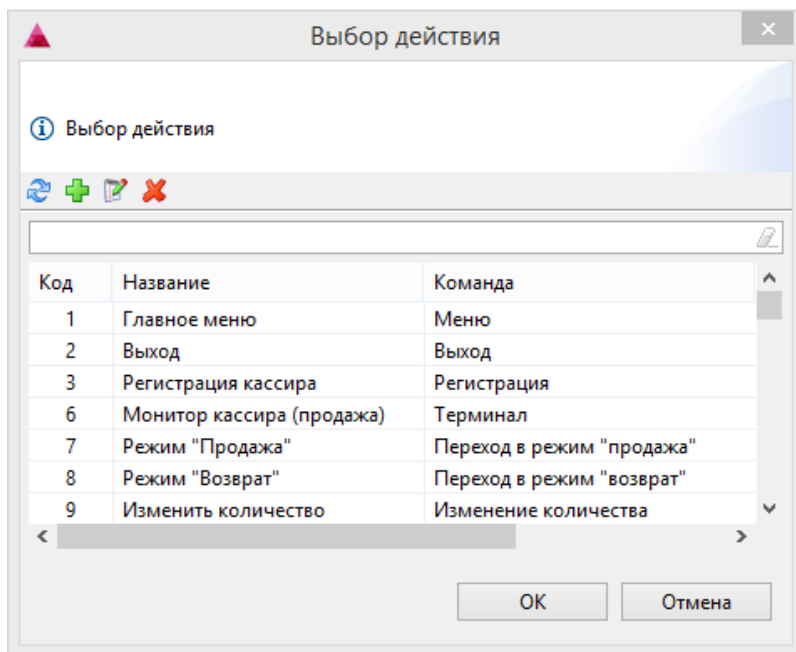 Выбор действия
Выбор действия
Код Название Команда
1 Главное меню Меню
2 Выход Выход
3 Регистрация кассира Регистрация
6 Монитор кассира (продажа) Терминал
7 Режим "Продажа" Переход в режим "продажа"
8 Режим "Возврат" Переход в режим "возврат"
9 Изменить количество Изменение количества
ОК Отмена